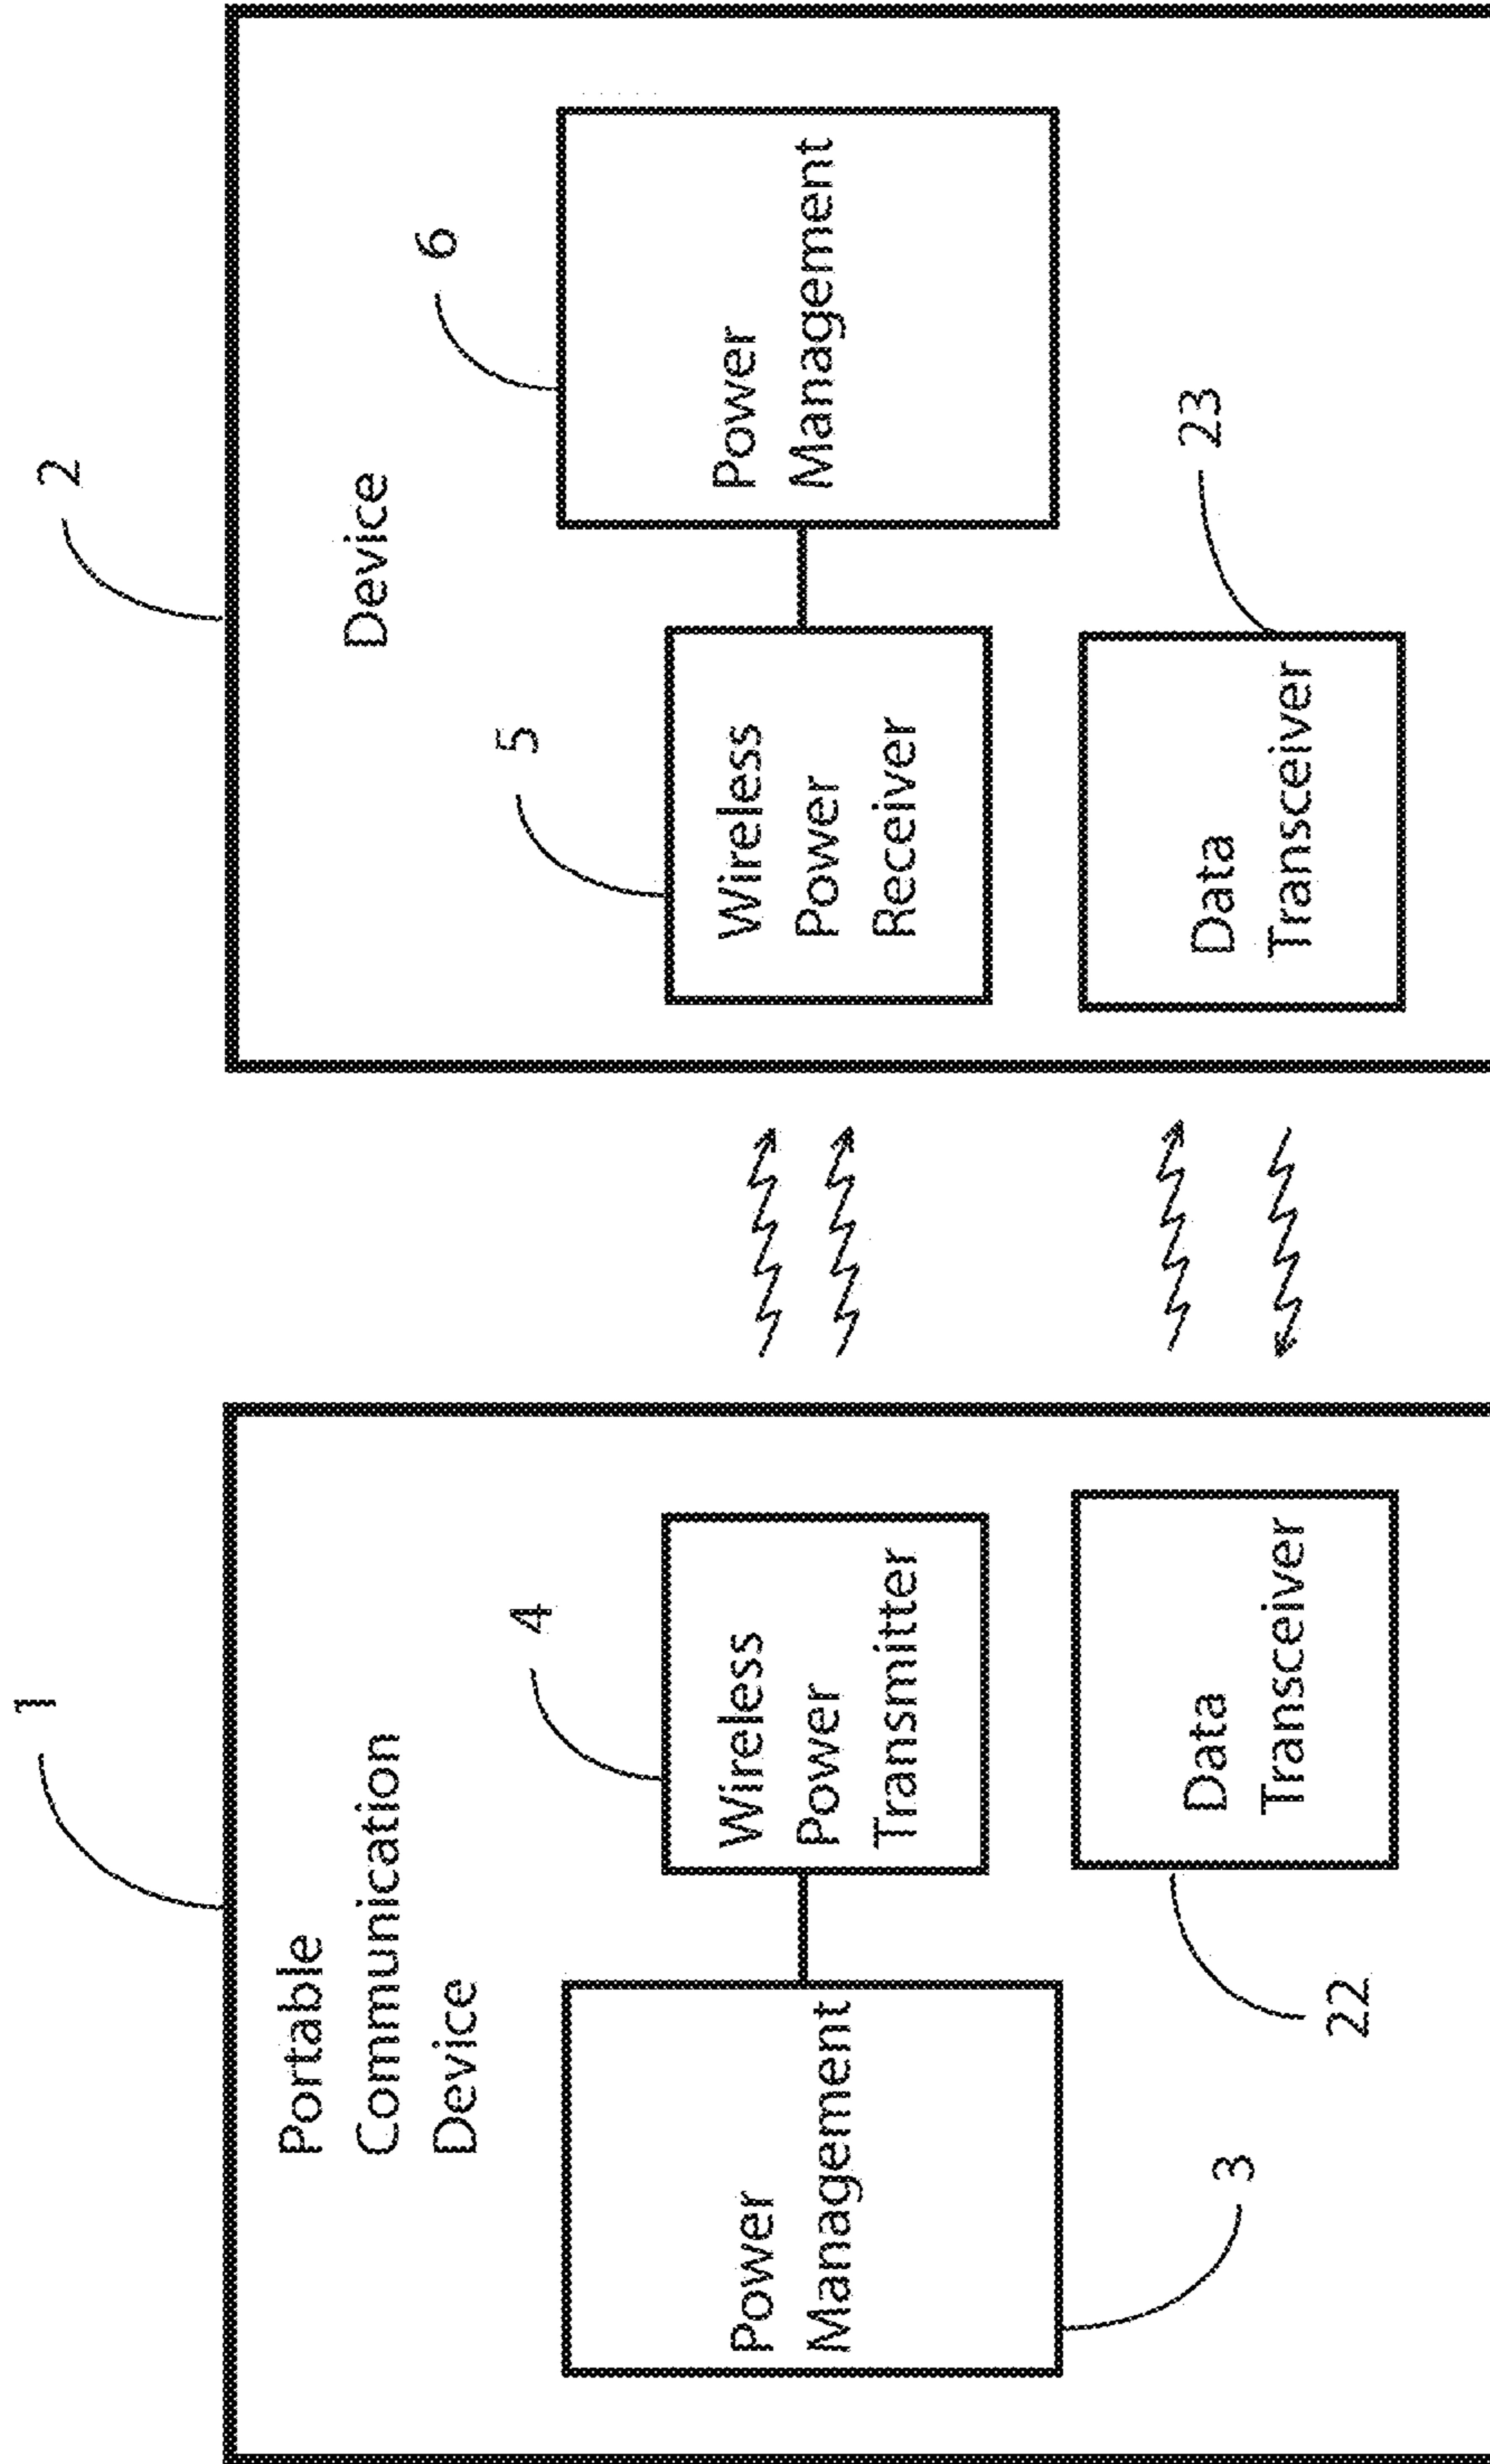 1
Portable
Communication
Device
Power
Management
3
4
Wireless
Power
Transmitter
Data
Transceiver
22
2
Device
5
Wireless
Power
Receiver
6
Power
Management
Data
Transceiver
23